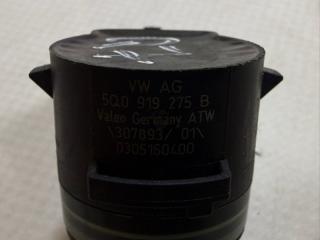 VW AG
5Q0 919 275 B
Valeo Germany ATW
\307893/ 01\
0305160400